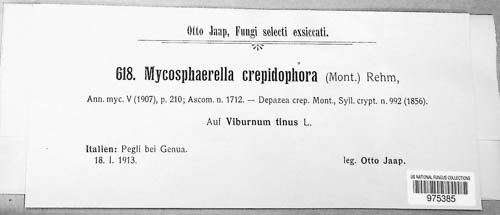 Otto Jaap, Fungi selecti exsiccati.
618. Mycosphaerella crepidophora (Mont.) Rehm,
Ann. myc. V (1907), p. 210; Ascom. n. 1712. — Depazea crep. Mont., Syll. crypt. n. 992 (1856).
Auf Viburnum tinus L.
Italien: Pegli bei Genua.
18. I. 1913.
leg. Otto Jaap.
US NATIONAL FUNGUS COLLECTIONS
975385